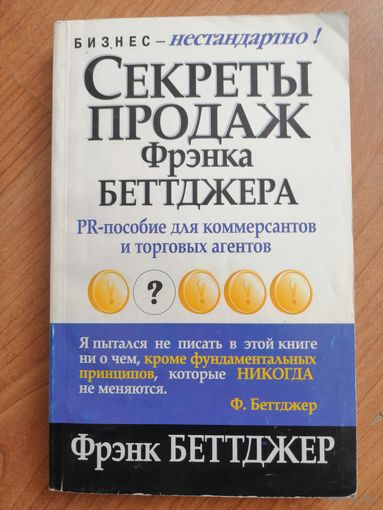 БИЗНЕС – нестандартно!
СЕКРЕТЫ
ПРОДАЖ
ФРЭНКА
БЕТТДЖЕРА
PR-пособие для коммерсантов
и торговых агентов
! ? ! ! !
Я пытался не писать в этой книге
ни о чем, кроме фундаментальных
принципов, которые НИКОГДА
не меняются.
Ф. Беттджер
Фрэнк БЕТТДЖЕР